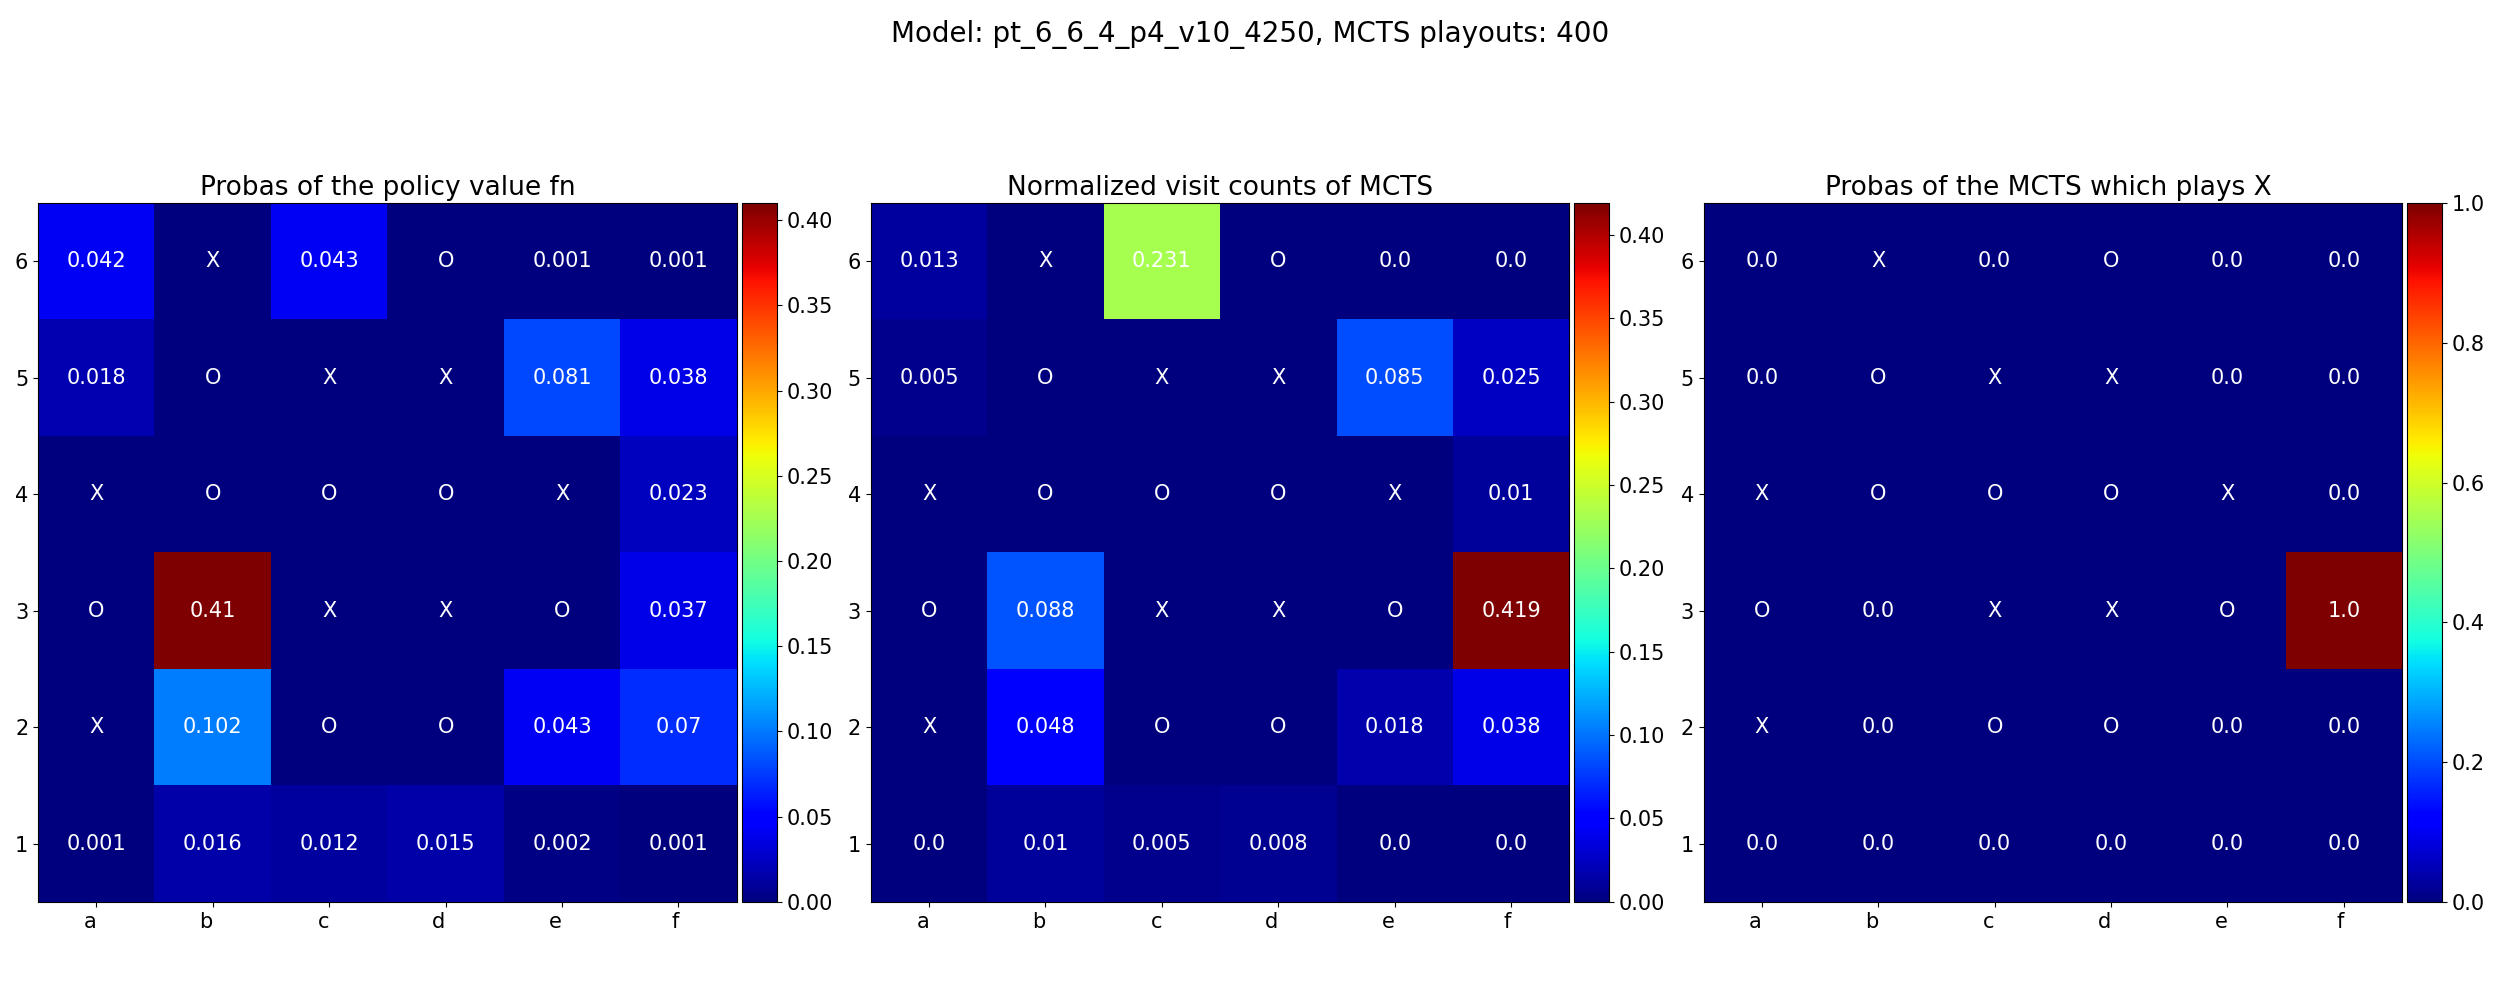 Model: pt_6_6_4_p4_v10_4250, MCTS playouts: 400
Probas of the policy value fn
6 0.042 X 0.043 O 0.001 0.001
5 0.018 O X X 0.081 0.038
4 X O O O X 0.023
3 O 0.41 X X O 0.037
2 X 0.102 O O 0.043 0.07
1 0.001 0.016 0.012 0.015 0.002 0.001
a b c d e f
0.40
0.35
0.30
0.25
0.20
0.15
0.10
0.05
0.00
Normalized visit counts of MCTS
6 0.013 X 0.231 O 0.0 0.0
5 0.005 O X X 0.085 0.025
4 X O O O X 0.01
3 O 0.088 X X O 0.419
2 X 0.048 O O 0.018 0.038
1 0.0 0.01 0.005 0.008 0.0 0.0
a b c d e f
0.40
0.35
0.30
0.25
0.20
0.15
0.10
0.05
0.00
Probas of the MCTS which plays X
6 0.0 X 0.0 O 0.0 0.0
5 0.0 O X X 0.0 0.0
4 X O O O X 0.0
3 O 0.0 X X O 1.0
2 X 0.0 O O 0.0 0.0
1 0.0 0.0 0.0 0.0 0.0 0.0
a b c d e f
1.0
0.8
0.6
0.4
0.2
0.0